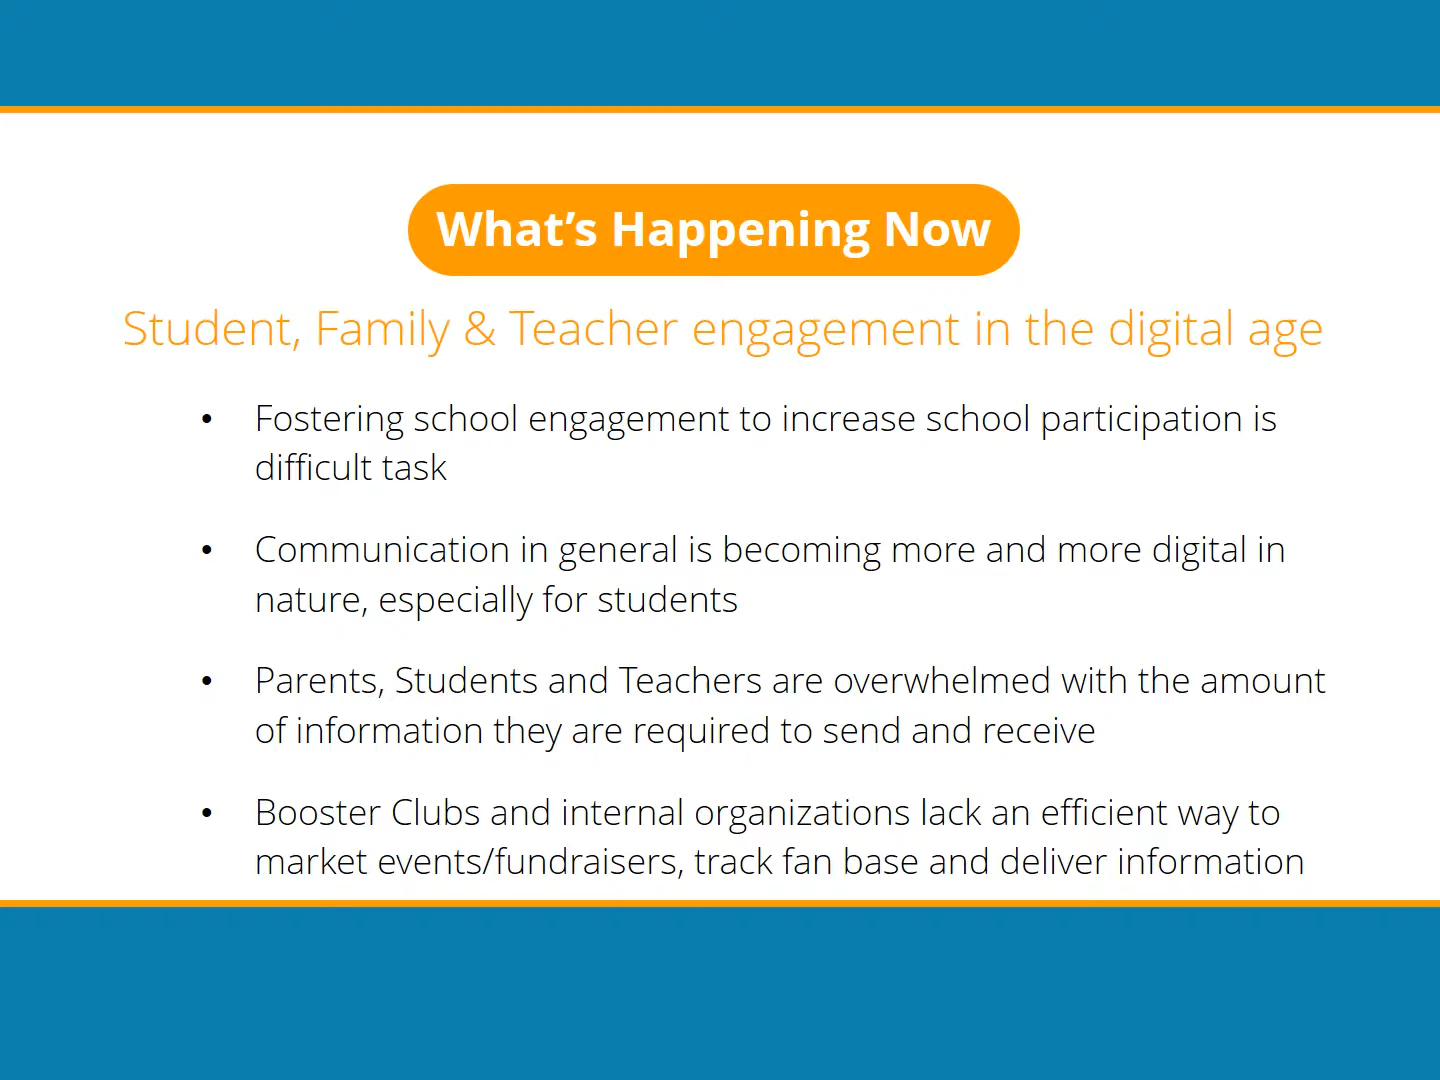 What’s Happening Now
Student, Family & Teacher engagement in the digital age
• Fostering school engagement to increase school participation is
difficult task
• Communication in general is becoming more and more digital in
nature, especially for students
• Parents, Students and Teachers are overwhelmed with the amount
of information they are required to send and receive
• Booster Clubs and internal organizations lack an efficient way to
market events/fundraisers, track fan base and deliver information